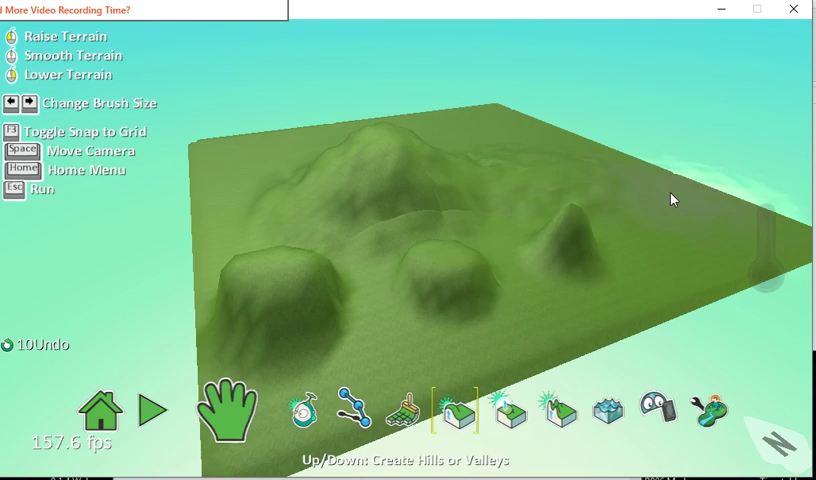 d More Video Recording Time?
Raise Terrain
Smooth Terrain
Lower Terrain
Change Brush Size
F3 Toggle Snap to Grid
Space Move Camera
Home Home Menu
Esc Run
10Undo
157.6 fps
N
Up/Down: Create Hills or Valleys